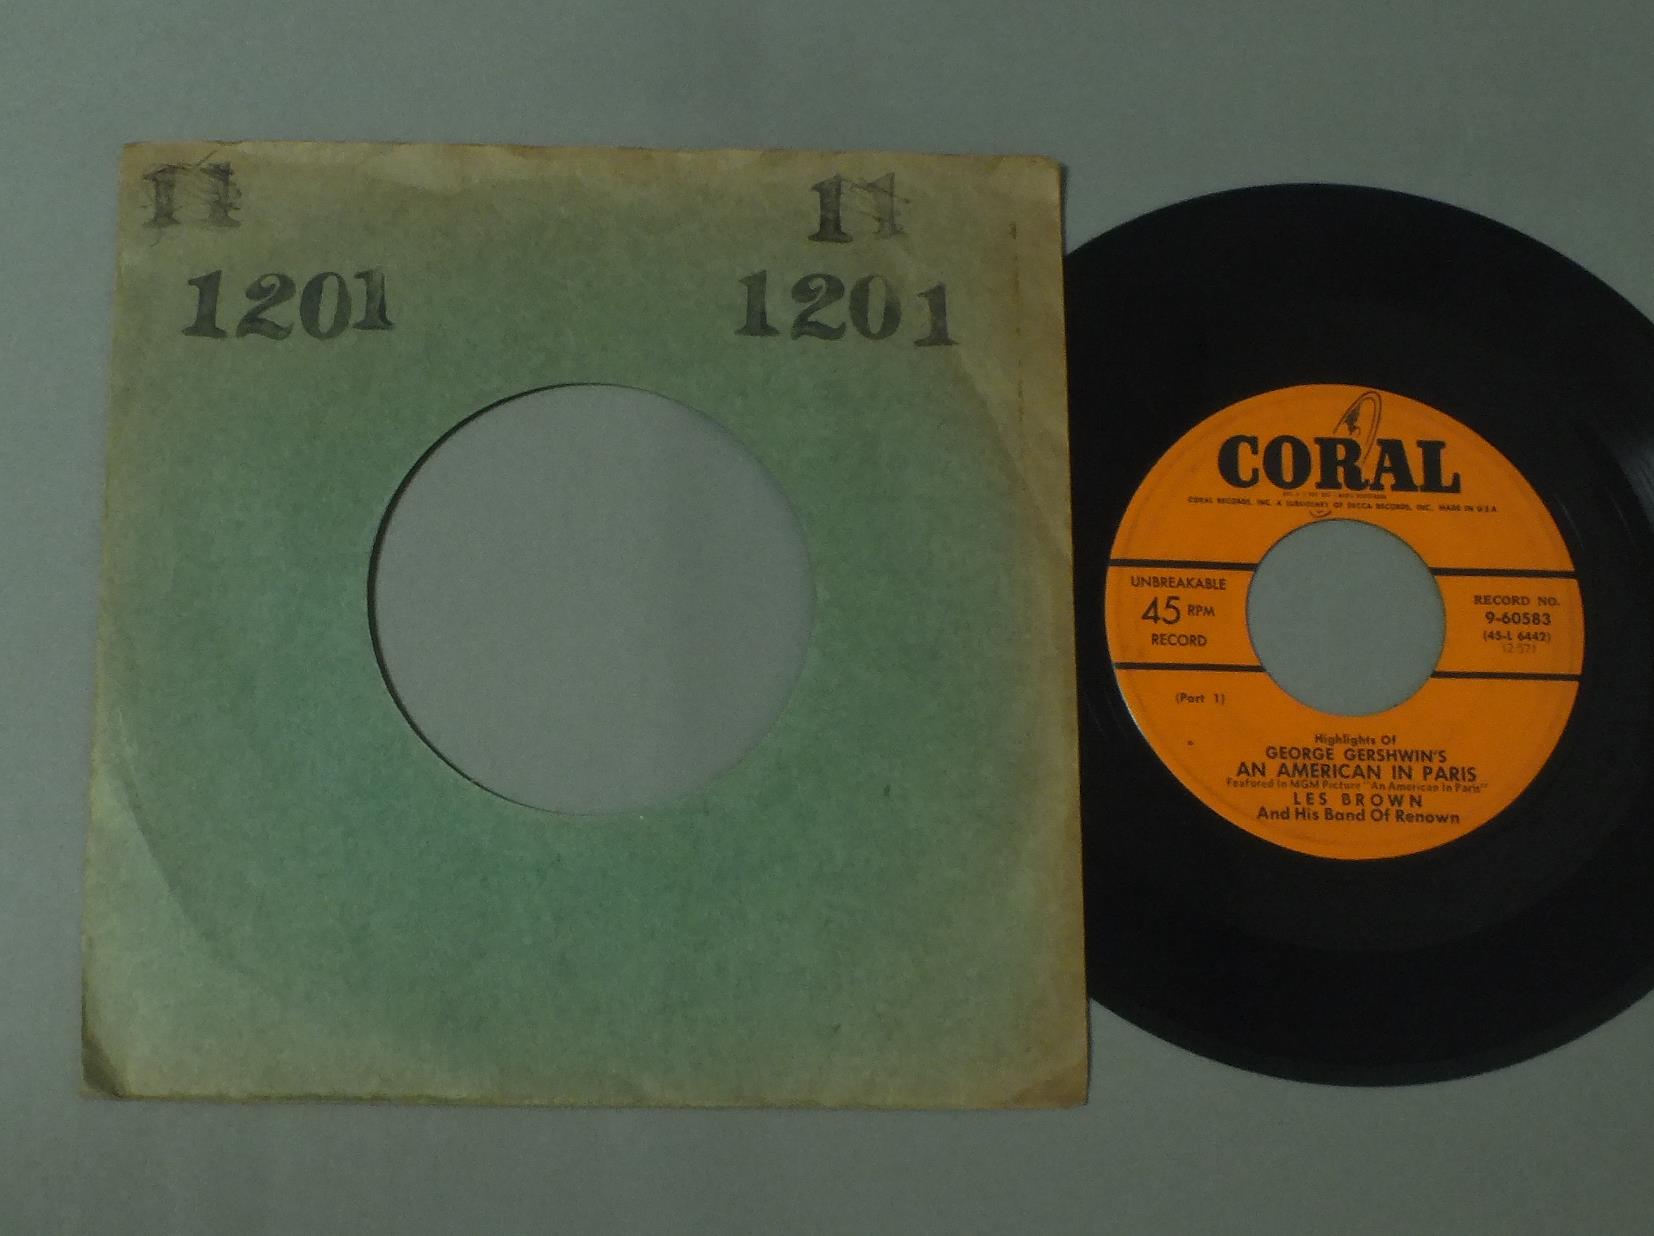 11 11
1201 1201
CORAL
CORAL RECORDS, INC. A SUBSIDIARY OF DECCA RECORDS, INC. MADE IN U.S.A.
UNBREAKABLE
45 RPM
RECORD
RECORD NO.
9-60583
(45-L 6442)
(Part 1)
Highlights Of
GEORGE GERSHWIN'S
AN AMERICAN IN PARIS
Featured In MGM Picture "An American In Paris"
LES BROWN
And His Band Of Renown